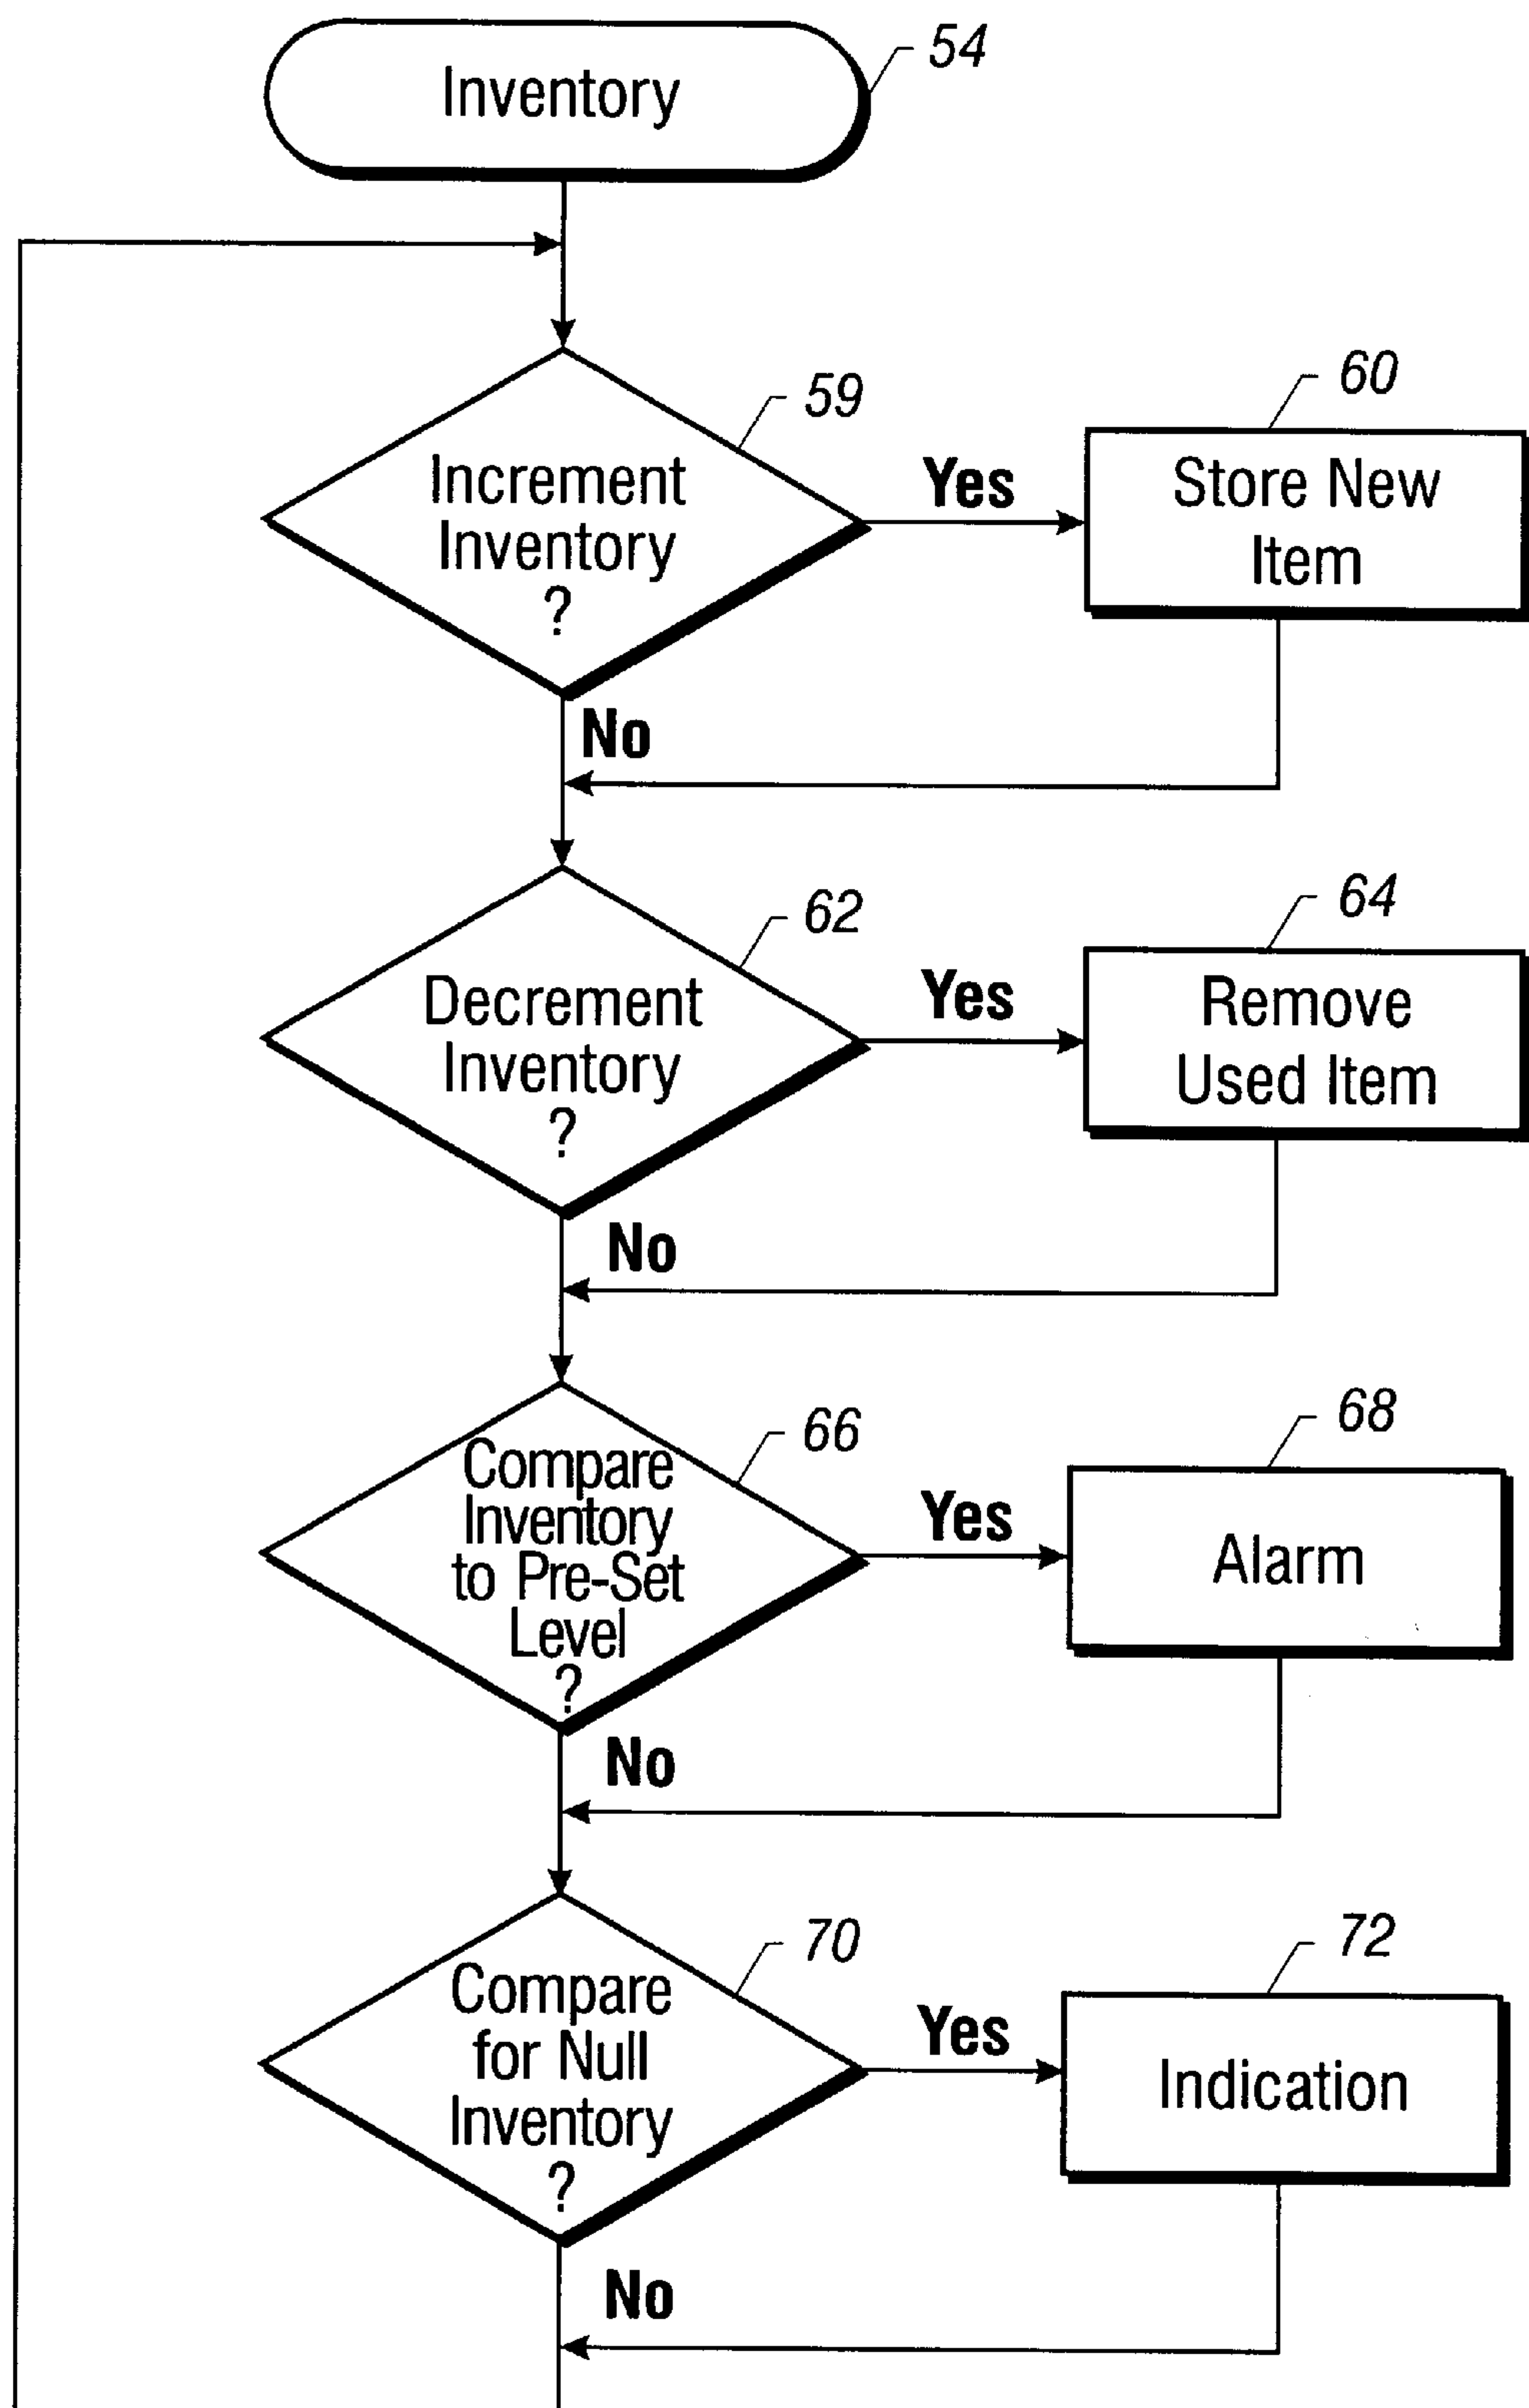 Inventory
54
Increment
Inventory
?
59
Yes
Store New
Item
60
No
Decrement
Inventory
?
62
Yes
Remove
Used Item
64
No
Compare
Inventory
to Pre-Set
Level
?
66
Yes
Alarm
68
No
Compare
for Null
Inventory
?
70
Yes
Indication
72
No